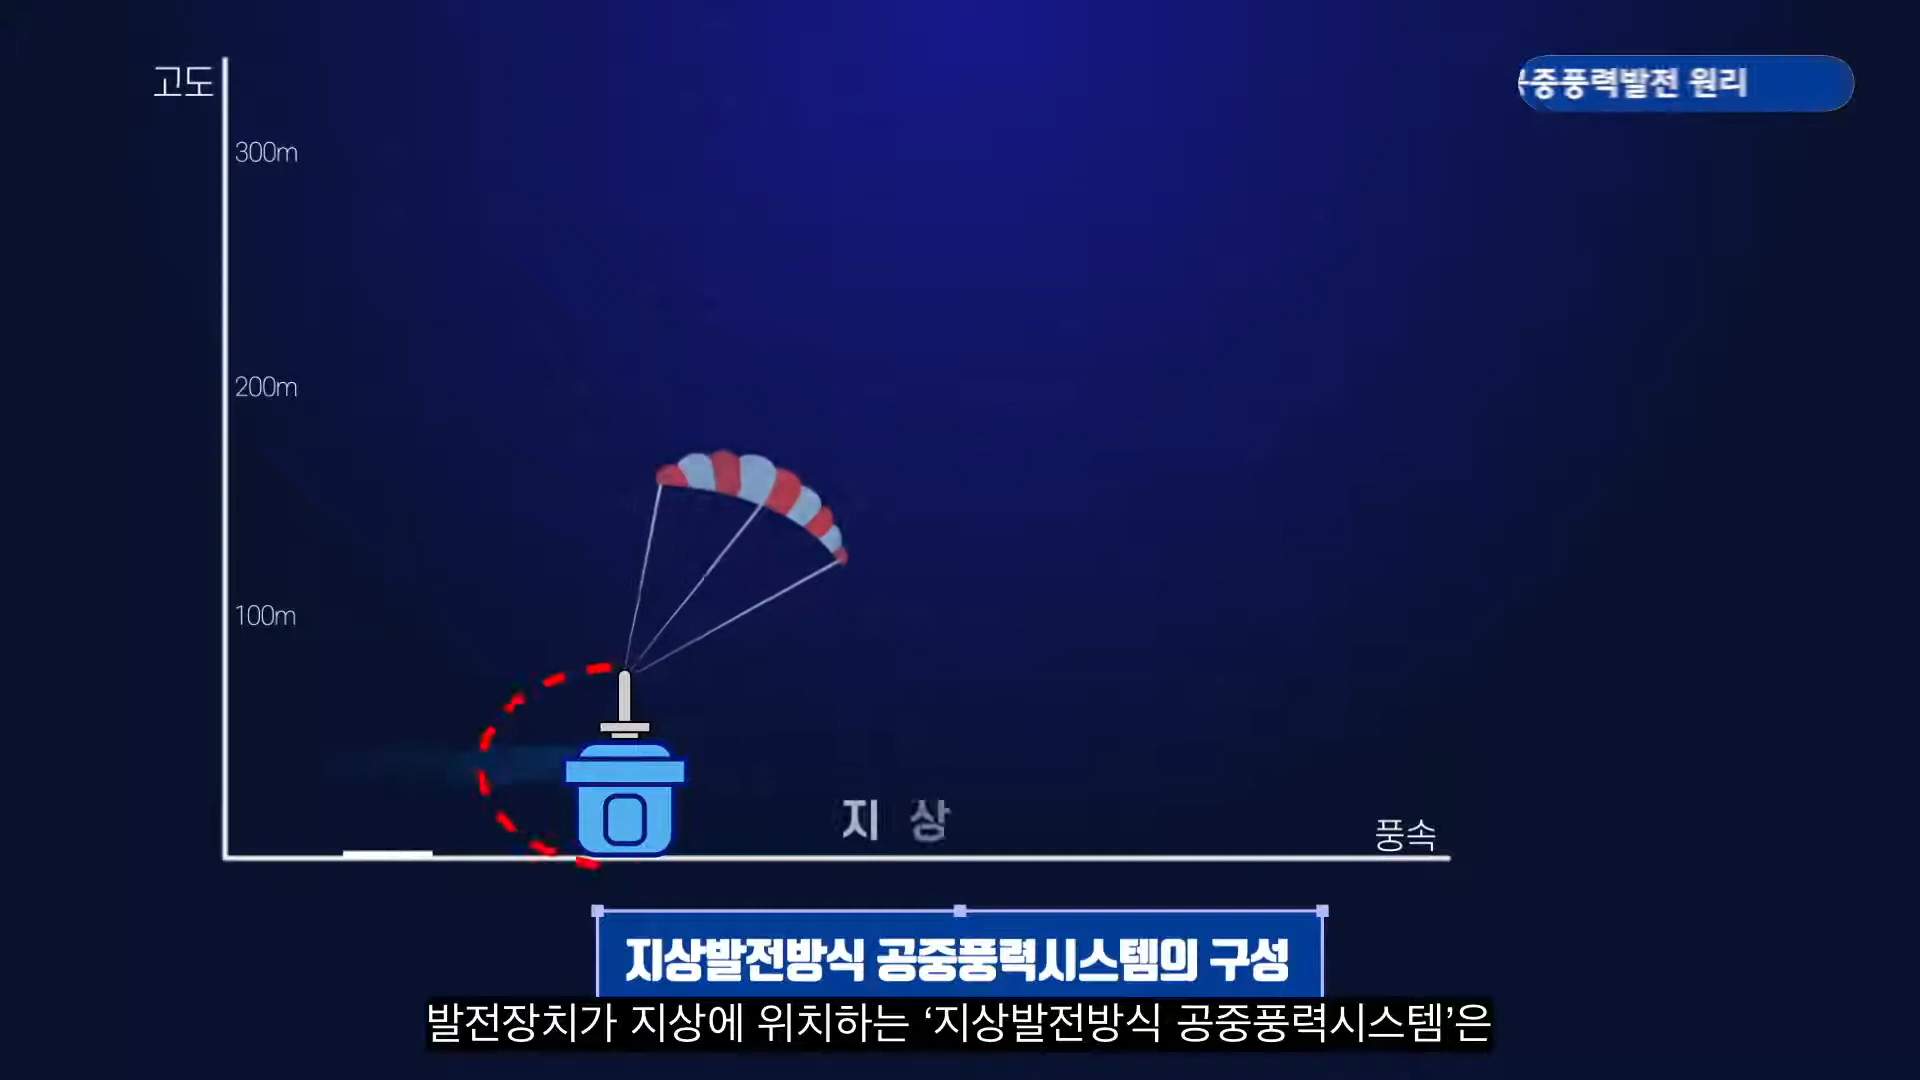 고도
중풍력발전 원리
300m
200m
100m
지 상
풍속
지상발전방식 공중풍력시스템의 구성
발전장치가 지상에 위치하는 ‘지상발전방식 공중풍력시스템’은